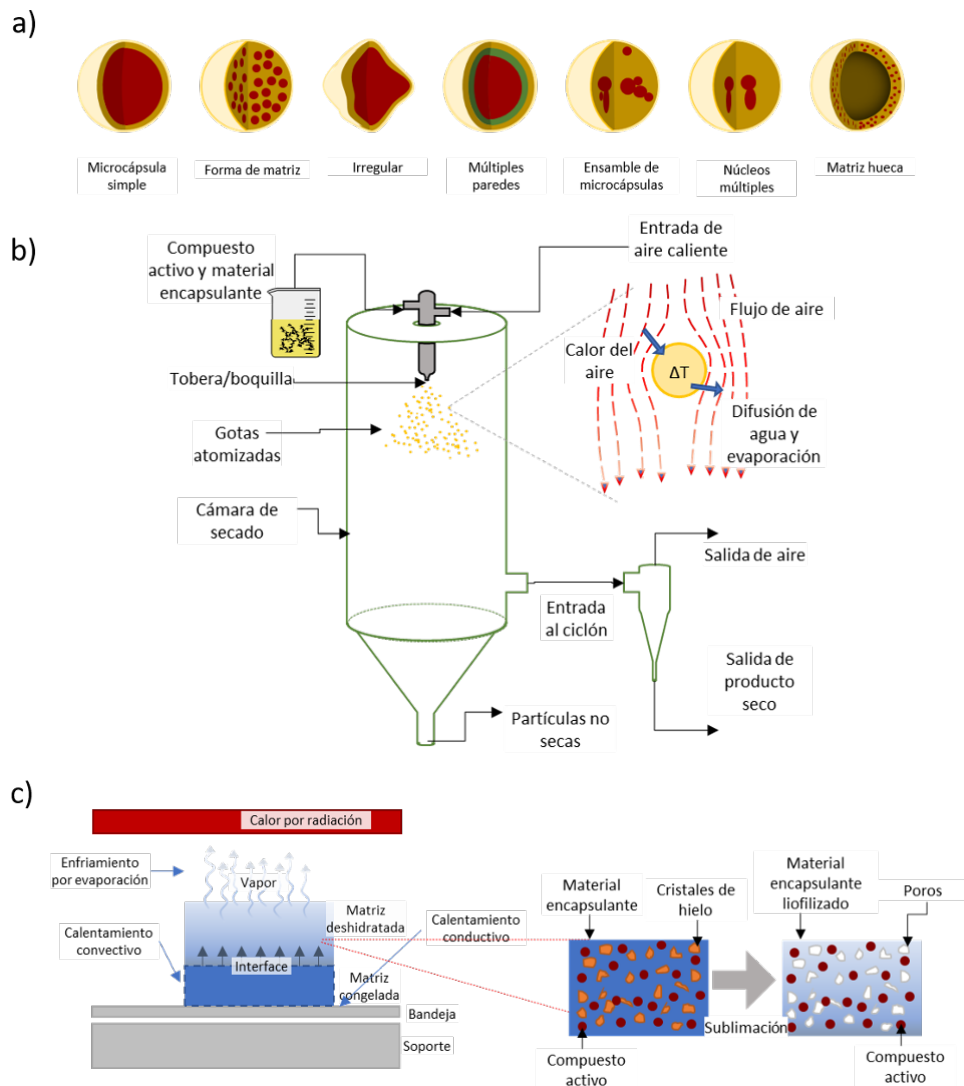 a)
Microcápsula
simple
Forma de matriz
Irregular
Múltiples
paredes
Ensamble de
microcápsulas
Núcleos
múltiples
Matriz hueca
b)
Compuesto
activo y material
encapsulante
Entrada de
aire caliente
Flujo de aire
Calor del
aire
ΔT
Tobera/boquilla
Difusión de
agua y
evaporación
Gotas
atomizadas
Cámara de
secado
Salida de aire
Entrada
al ciclón
Salida de
producto
seco
Partículas no
secas
c)
Calor por radiación
Enfriamiento
por evaporación
Vapor
Matriz
deshidratada
Calentamiento
conductivo
Calentamiento
convectivo
Interface
Matriz
congelada
Bandeja
Soporte
Material
encapsulante
Cristales de
hielo
Sublimación
Compuesto
activo
Material
encapsulante
liofilizado
Poros
Compuesto
activo